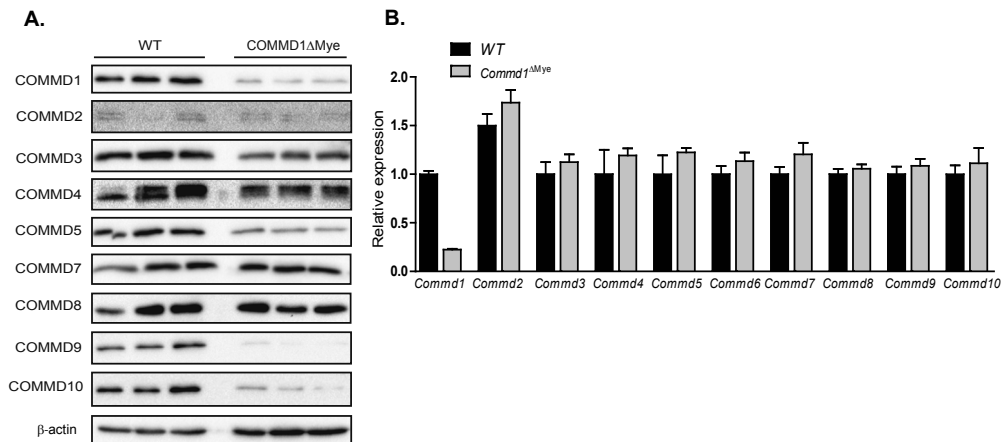 A.
WT COMMD1ΔMye
COMMD1
COMMD2
COMMD3
COMMD4
COMMD5
COMMD7
COMMD8
COMMD9
COMMD10
β-actin
B.
WT
Commd1ΔMye
Relative expression
2.0
1.5
1.0
0.5
0.0
Commd1 Commd2 Commd3 Commd4 Commd5 Commd6 Commd7 Commd8 Commd9 Commd10